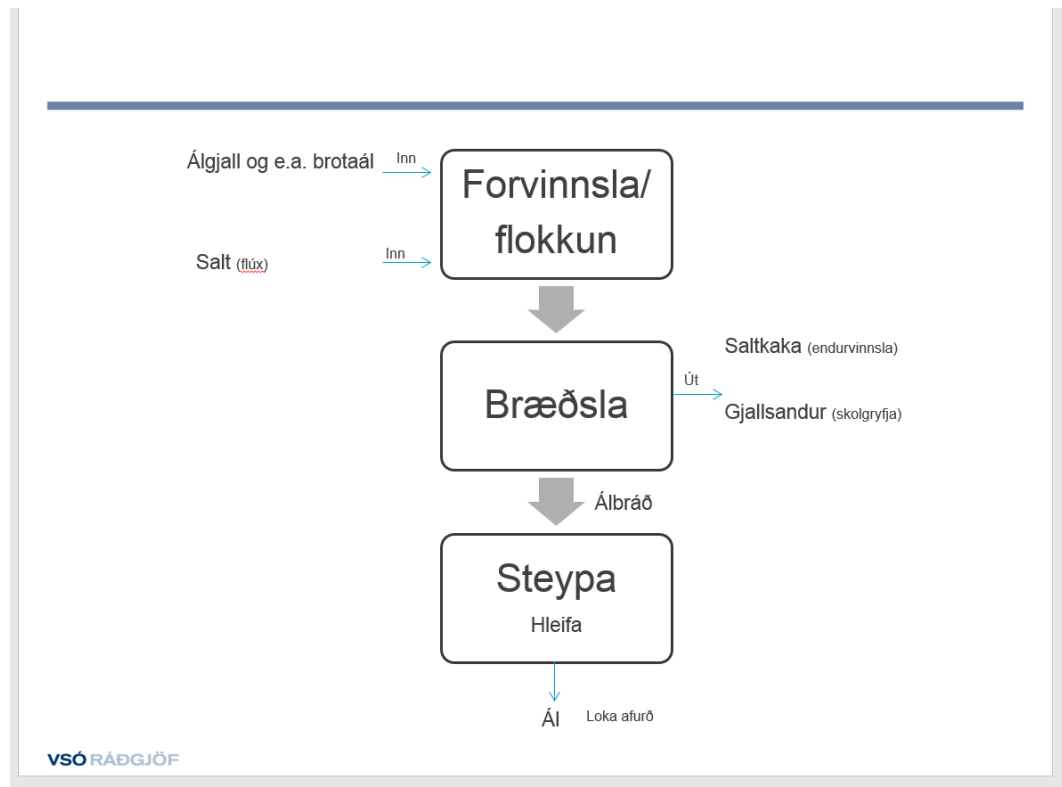 Álgjall og e.a. brotaál
Inn
Forvinnsla/
flokkun
Salt (flúx)
Inn
Bræðsla
Út
Saltkaka (endurvinnsla)
Gjallsandur (skolgryfja)
Álbráð
Steypa
Hleifa
Ál
Loka afurð
VSÓ RÁÐGJÖF